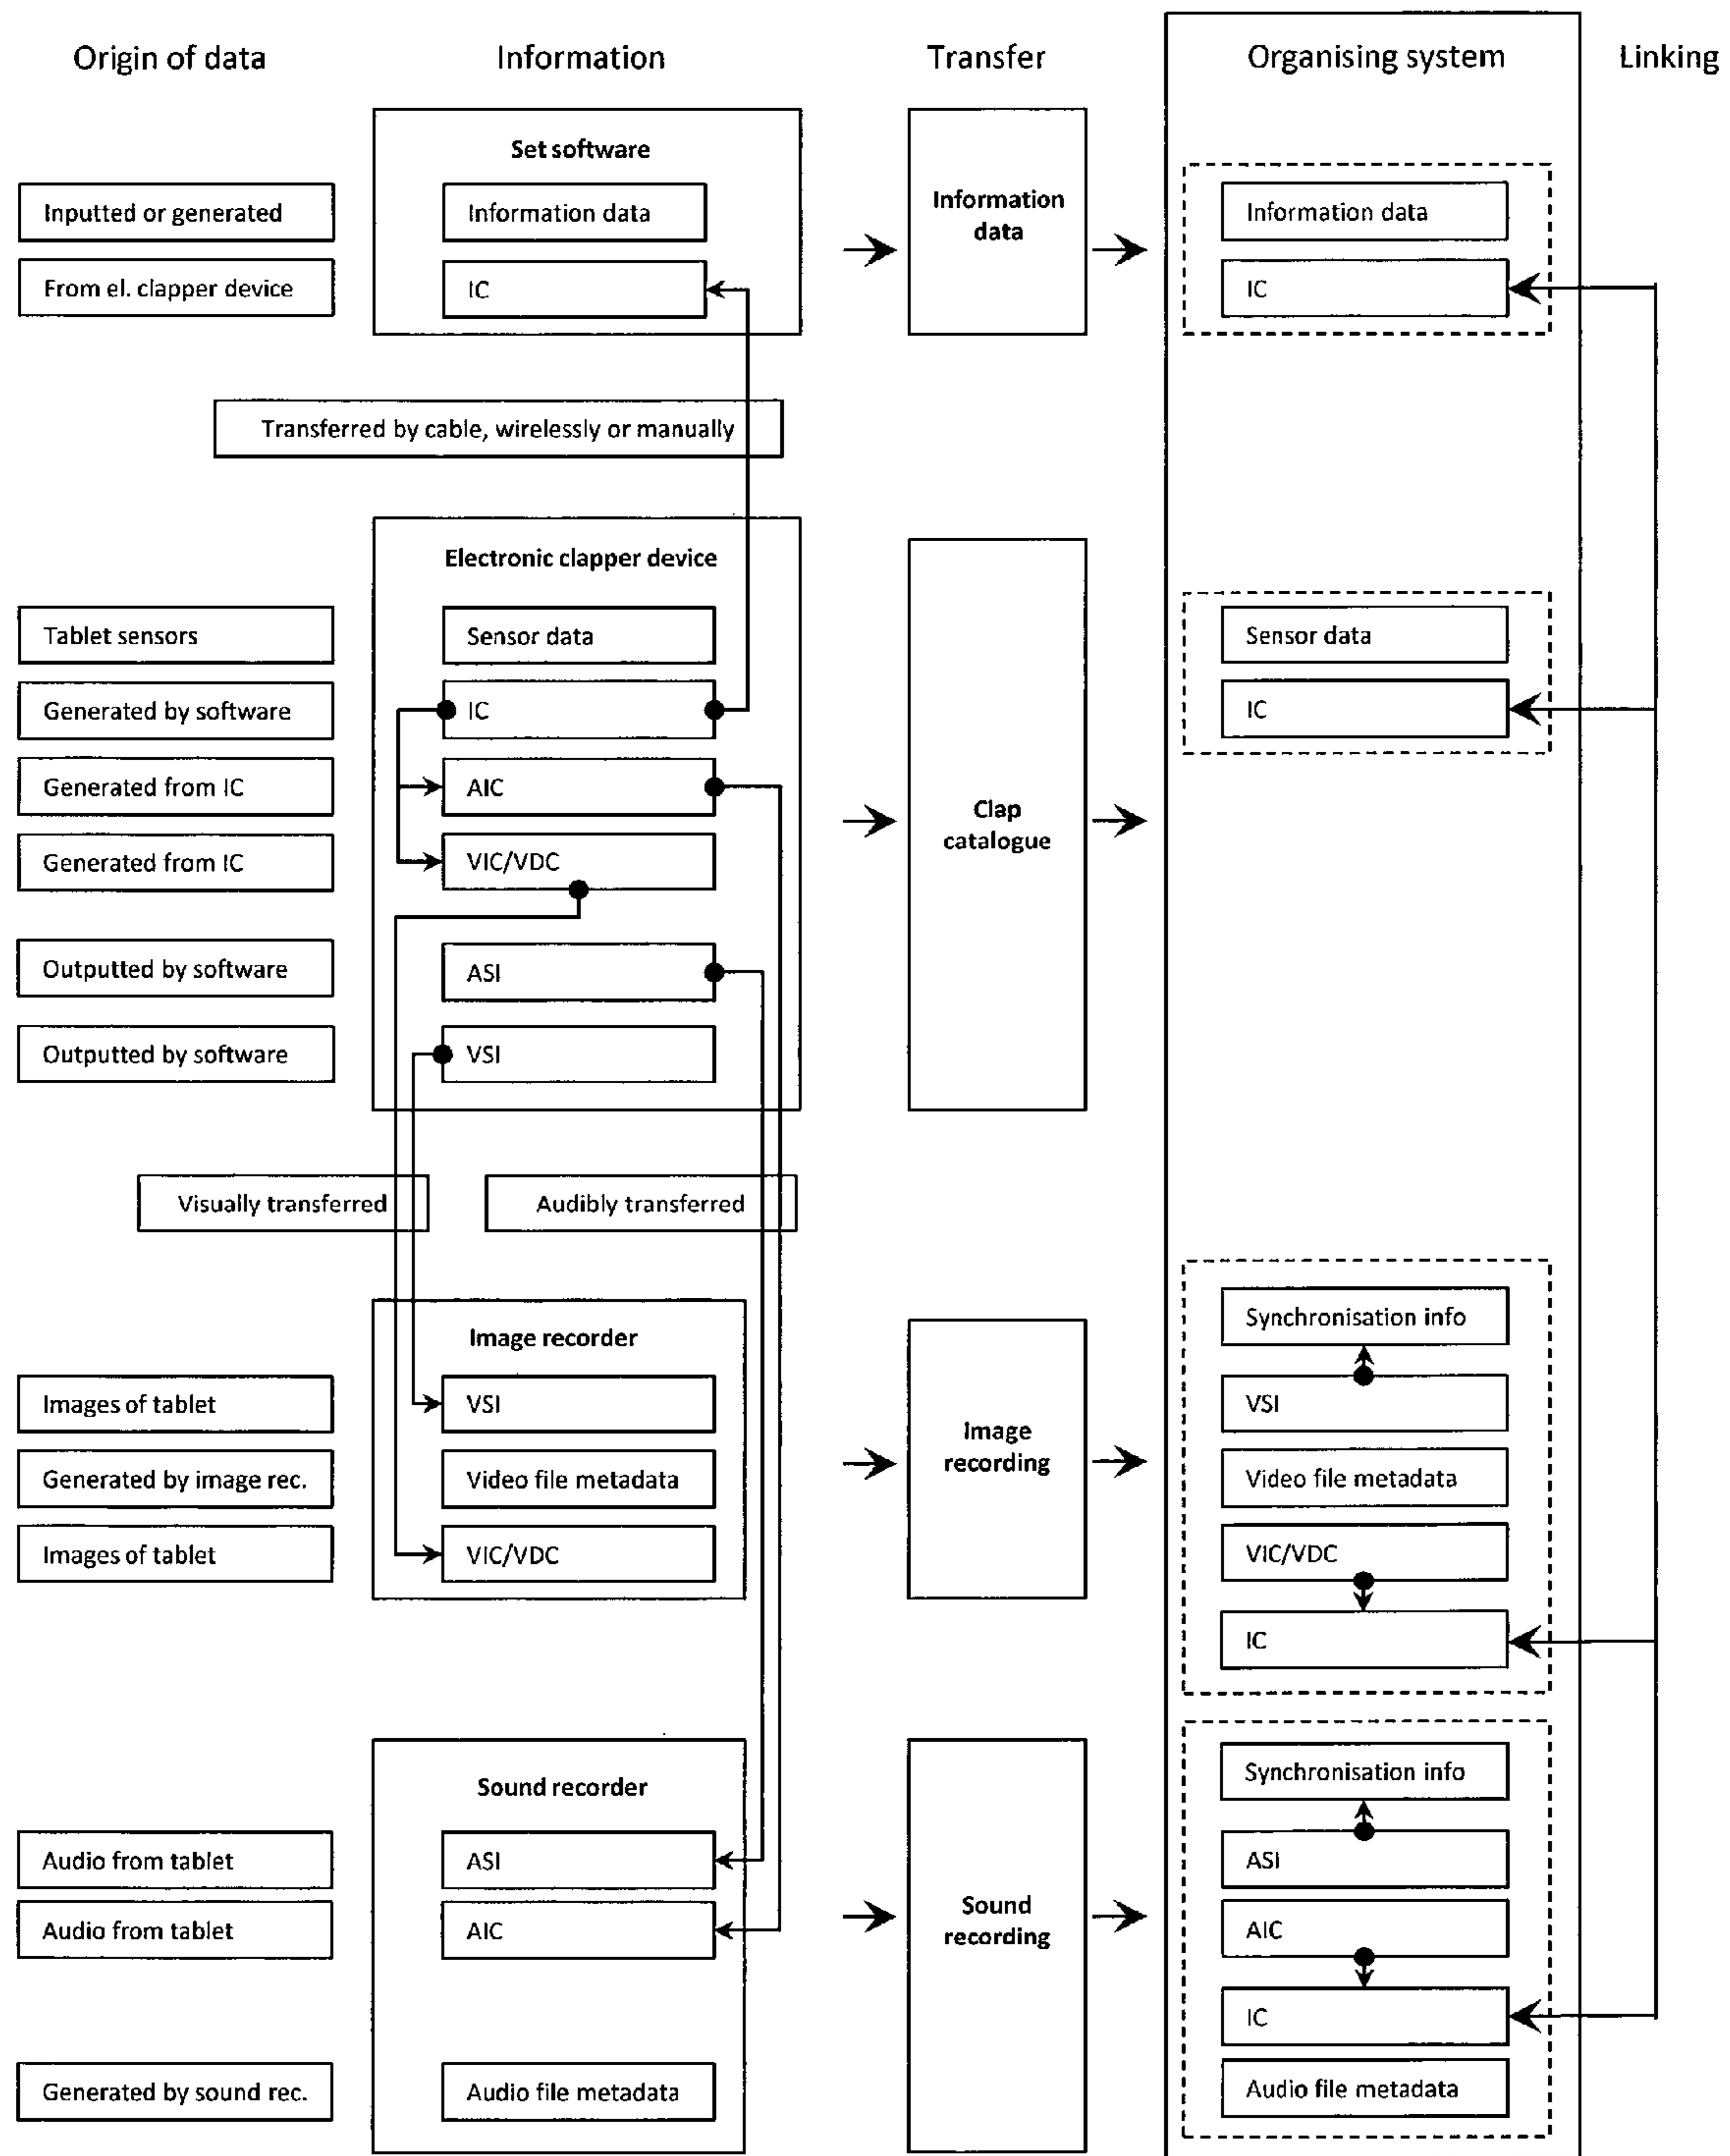 Origin of data
Information
Transfer
Organising system
Linking
Set software
Inputted or generated
Information data
Information
data
Information data
From el. clapper device
IC
IC
Transferred by cable, wirelessly or manually
Electronic clapper device
Tablet sensors
Sensor data
Sensor data
Generated by software
IC
IC
Generated from IC
AIC
Clap
catalogue
Generated from IC
VIC/VDC
Outputted by software
ASI
Outputted by software
VSI
Visually transferred
Audibly transferred
Image recorder
Synchronisation info
Images of tablet
VSI
VSI
Image
recording
Generated by image rec.
Video file metadata
Video file metadata
Images of tablet
VIC/VDC
VIC/VDC
IC
Sound recorder
Synchronisation info
Audio from tablet
ASI
ASI
Sound
recording
Audio from tablet
AIC
AIC
IC
Generated by sound rec.
Audio file metadata
Audio file metadata